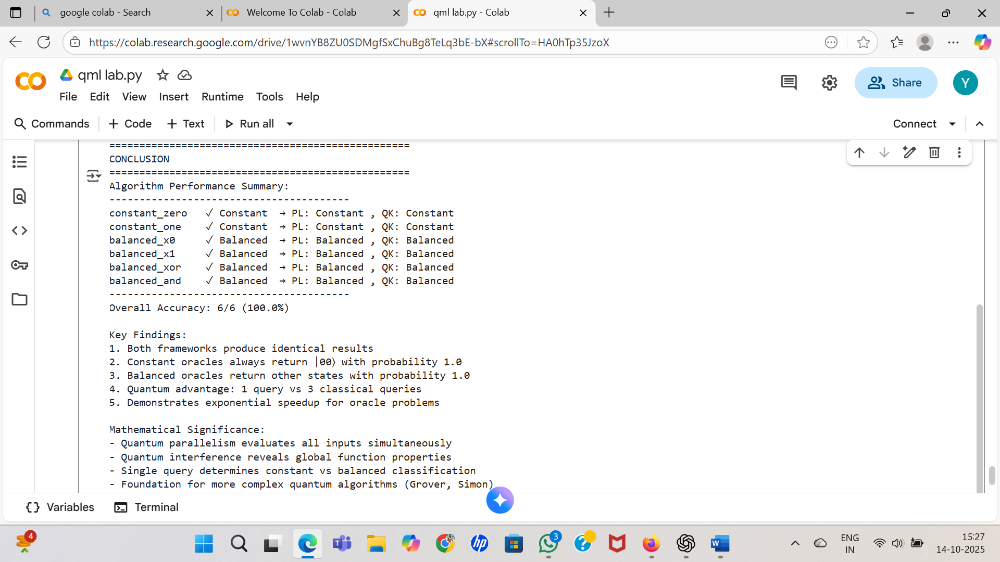 google colab - Search
Welcome To Colab - Colab
qml lab.py - Colab
https://colab.research.google.com/drive/1wvnYB8ZU0SDMgfSxChuBg8TeLq3bE-bX#scrollTo=HA0hTp35JzoX
qml lab.py
File Edit View Insert Runtime Tools Help
Share
Y
Commands + Code + Text Run all
Connect
==================================================
CONCLUSION
==================================================
Algorithm Performance Summary:
----------------------------------------
constant_zero ✓ Constant → PL: Constant , QK: Constant
constant_one ✓ Constant → PL: Constant , QK: Constant
balanced_x0 ✓ Balanced → PL: Balanced , QK: Balanced
balanced_x1 ✓ Balanced → PL: Balanced , QK: Balanced
balanced_xor ✓ Balanced → PL: Balanced , QK: Balanced
balanced_and ✓ Balanced → PL: Balanced , QK: Balanced
----------------------------------------
Overall Accuracy: 6/6 (100.0%)
Key Findings:
1. Both frameworks produce identical results
2. Constant oracles always return |00⟩ with probability 1.0
3. Balanced oracles return other states with probability 1.0
4. Quantum advantage: 1 query vs 3 classical queries
5. Demonstrates exponential speedup for oracle problems
Mathematical Significance:
- Quantum parallelism evaluates all inputs simultaneously
- Quantum interference reveals global function properties
- Single query determines constant vs balanced classification
- Foundation for more complex quantum algorithms (Grover, Simon)
{} Variables Terminal
4
hp
3
?
W
ENG
IN
15:27
14-10-2025